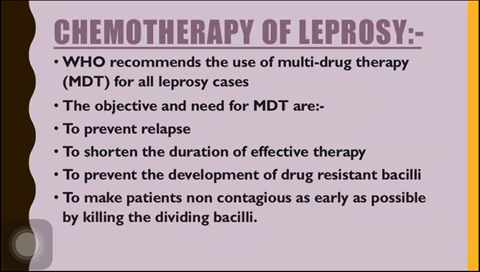 CHEMOTHERAPY OF LEPROSY:-
• WHO recommends the use of multi-drug therapy
(MDT) for all leprosy cases
• The objective and need for MDT are:-
• To prevent relapse
• To shorten the duration of effective therapy
• To prevent the development of drug resistant bacilli
• To make patients non contagious as early as possible
by killing the dividing bacilli.